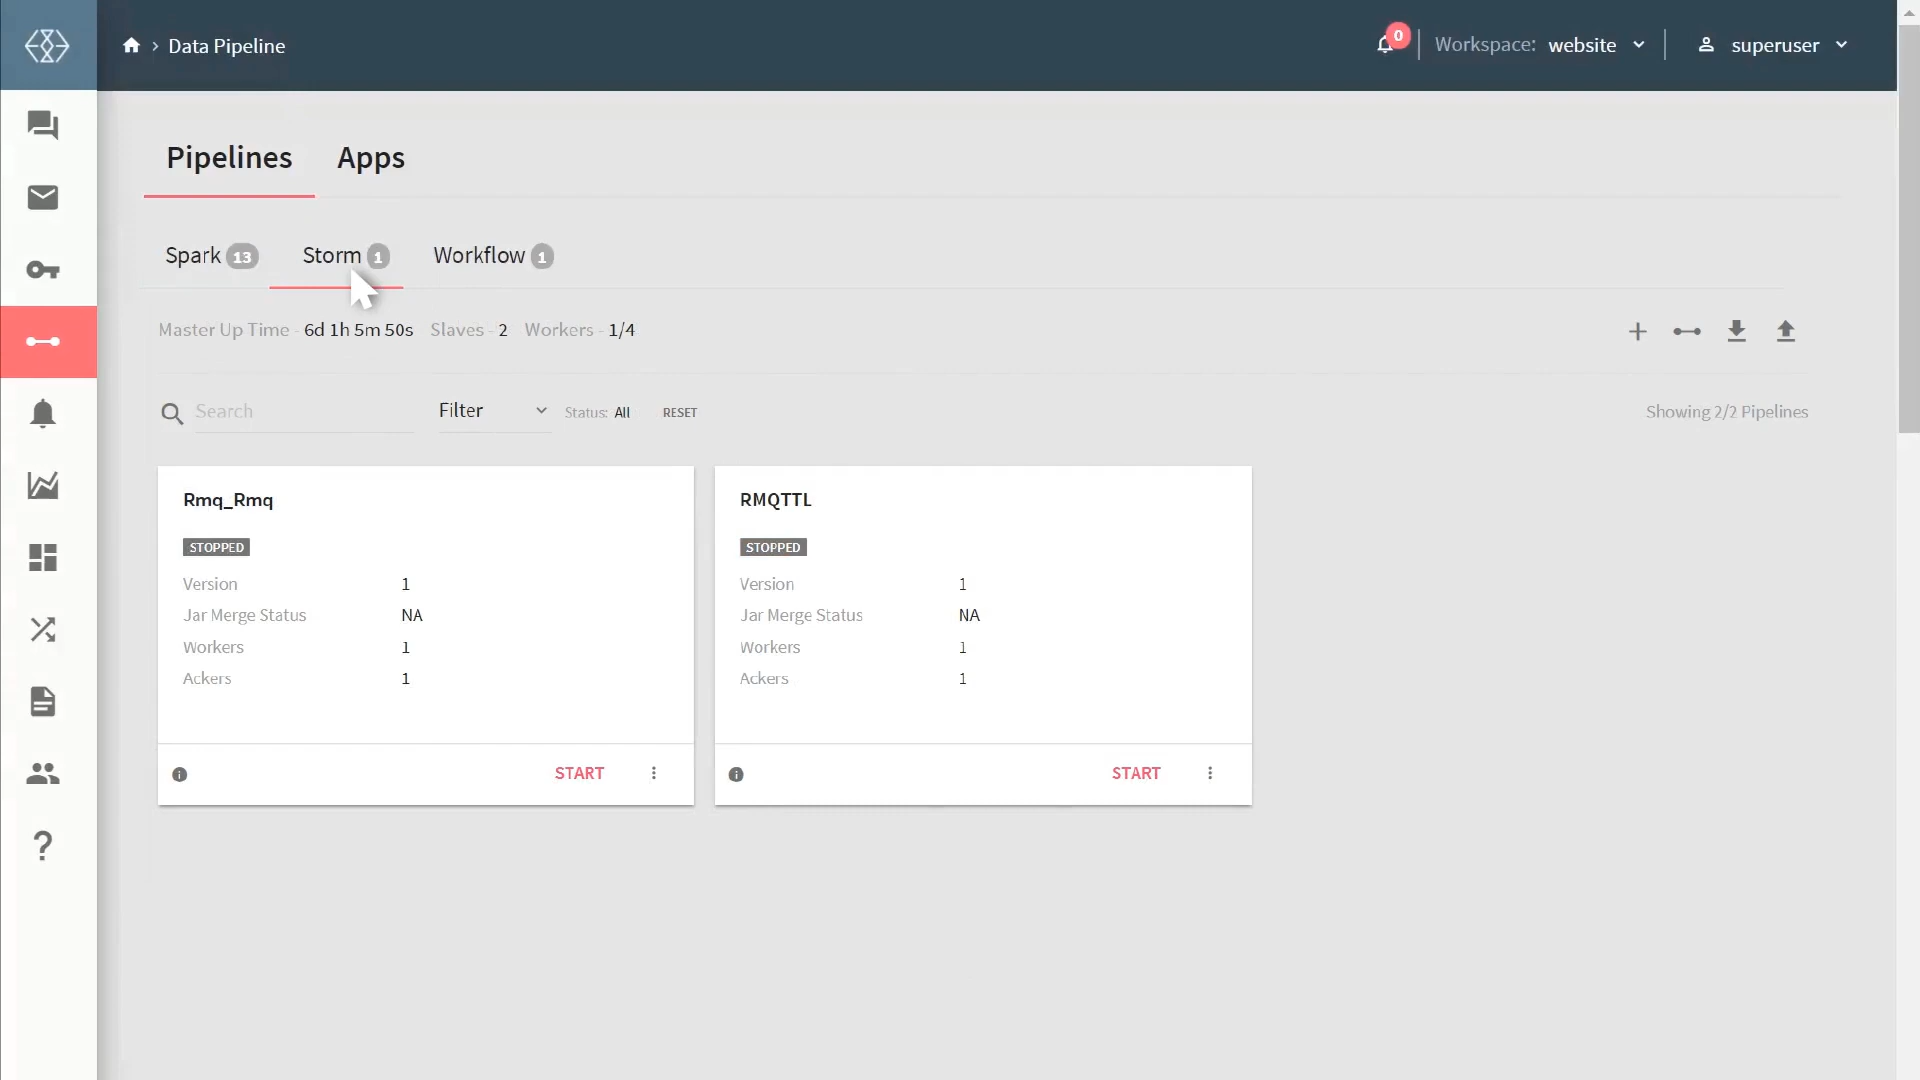 Data Pipeline
0
Workspace: website
superuser
Pipelines Apps
Spark 13 Storm 1 Workflow 1
Master Up Time - 6d 1h 5m 50s Slaves - 2 Workers - 1/4
Search Filter Status: All RESET Showing 2/2 Pipelines
Rmq_Rmq
STOPPED
Version 1
Jar Merge Status NA
Workers 1
Ackers 1
START
RMQTTL
STOPPED
Version 1
Jar Merge Status NA
Workers 1
Ackers 1
START